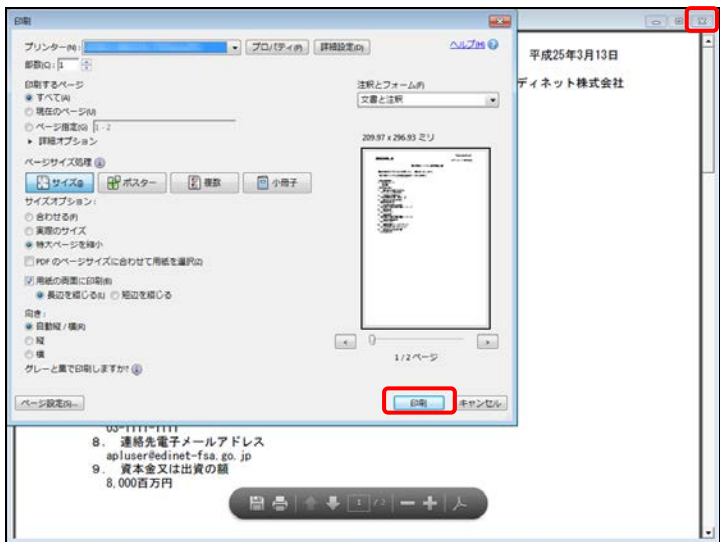 印刷
プリンター(N):
プロパティ(P)
詳細設定(D)
ヘルプ(H)
部数(C): 1
印刷するページ
すべて(A)
現在のページ(U)
ページ指定(G) 1 - 2
詳細オプション
ページサイズ処理
サイズ(I)
ポスター
複数
小冊子
サイズオプション:
合わせる(F)
実際のサイズ
特大ページを縮小
PDF のページサイズに合わせて用紙を選択(Z)
用紙の両面に印刷(B)
長辺を綴じる(L)
短辺を綴じる
向き:
自動縦 / 横(R)
縦
横
グレーと黒で印刷しますか?
注釈とフォーム(F)
文書と注釈
209.97 x 296.93 ミリ
1 / 2 ページ
ページ設定(S)...
印刷
キャンセル
平成25年3月13日
ディネット株式会社
03-1111-1111
8. 連絡先電子メールアドレス
apluser@edinet-fsa.go.jp
9. 資本金又は出資の額
8,000百万円
1 / 2